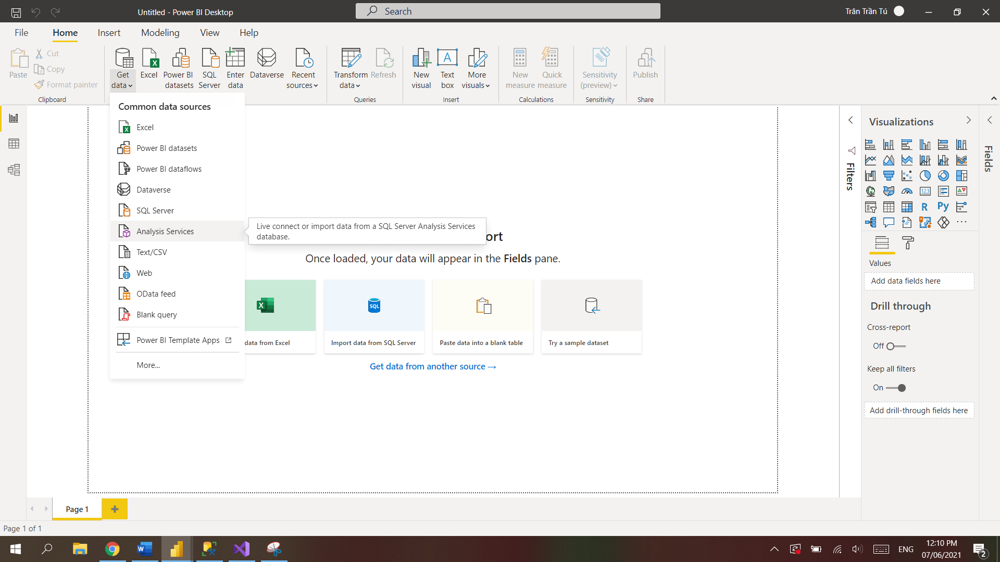 Untitled - Power BI Desktop
Search
Trân Trần Tú
File Home Insert Modeling View Help
Paste
Cut
Copy
Format painter
Clipboard
Get data
Excel
Power BI datasets
SQL Server
Enter data
Dataverse
Recent sources
Transform data
Refresh
Queries
New visual
Text box
More visuals
Insert
New measure
Quick measure
Calculations
Sensitivity (preview)
Sensitivity
Publish
Share
Common data sources
Excel
Power BI datasets
Power BI dataflows
Dataverse
SQL Server
Analysis Services
Text/CSV
Web
OData feed
Blank query
Power BI Template Apps
More...
Live connect or import data from a SQL Server Analysis Services
database.
ort
Once loaded, your data will appear in the Fields pane.
SQL
data from Excel
Import data from SQL Server
Paste data into a blank table
Try a sample dataset
Get data from another source →
Filters
Visualizations
123
R
Py
Values
Add data fields here
Drill through
Cross-report
Off
Keep all filters
On
Add drill-through fields here
Fields
Page 1
Page 1 of 1
ENG
12:10 PM
07/06/2021
2